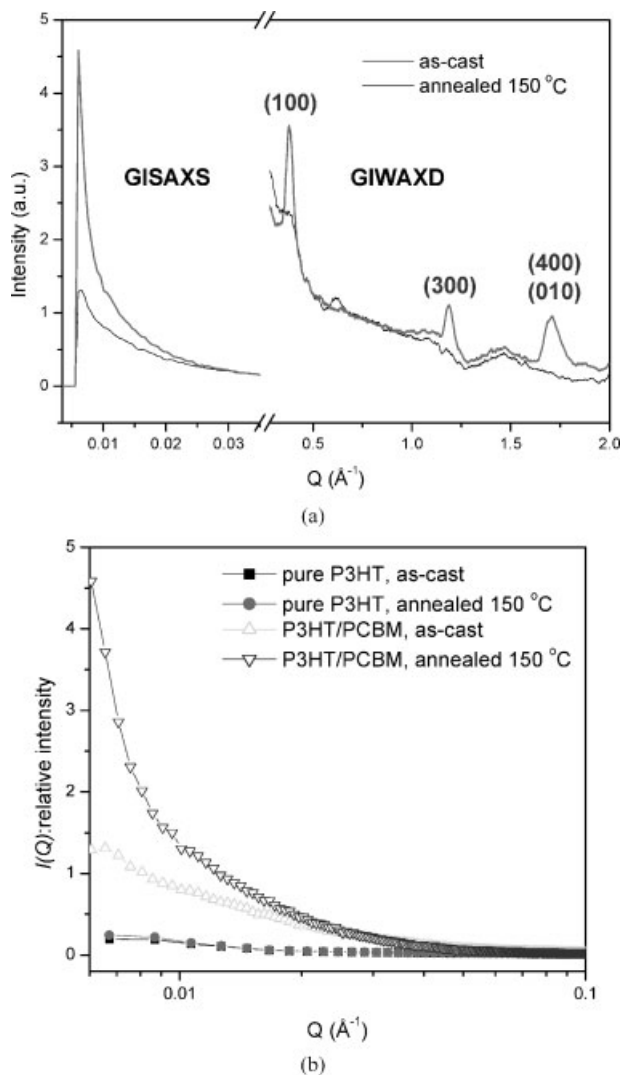 as-cast
annealed 150 °C
(100)
GISAXS
GIWAXD
(300)
(400)
(010)
Intensity (a.u.)
5
4
3
2
1
0
0.01 0.02 0.03 0.5 1.0 1.5 2.0
Q (Å⁻¹)
(a)
pure P3HT, as-cast
pure P3HT, annealed 150 °C
P3HT/PCBM, as-cast
P3HT/PCBM, annealed 150 °C
I(Q):relative intensity
5
4
3
2
1
0
0.01 0.1
Q (Å⁻¹)
(b)